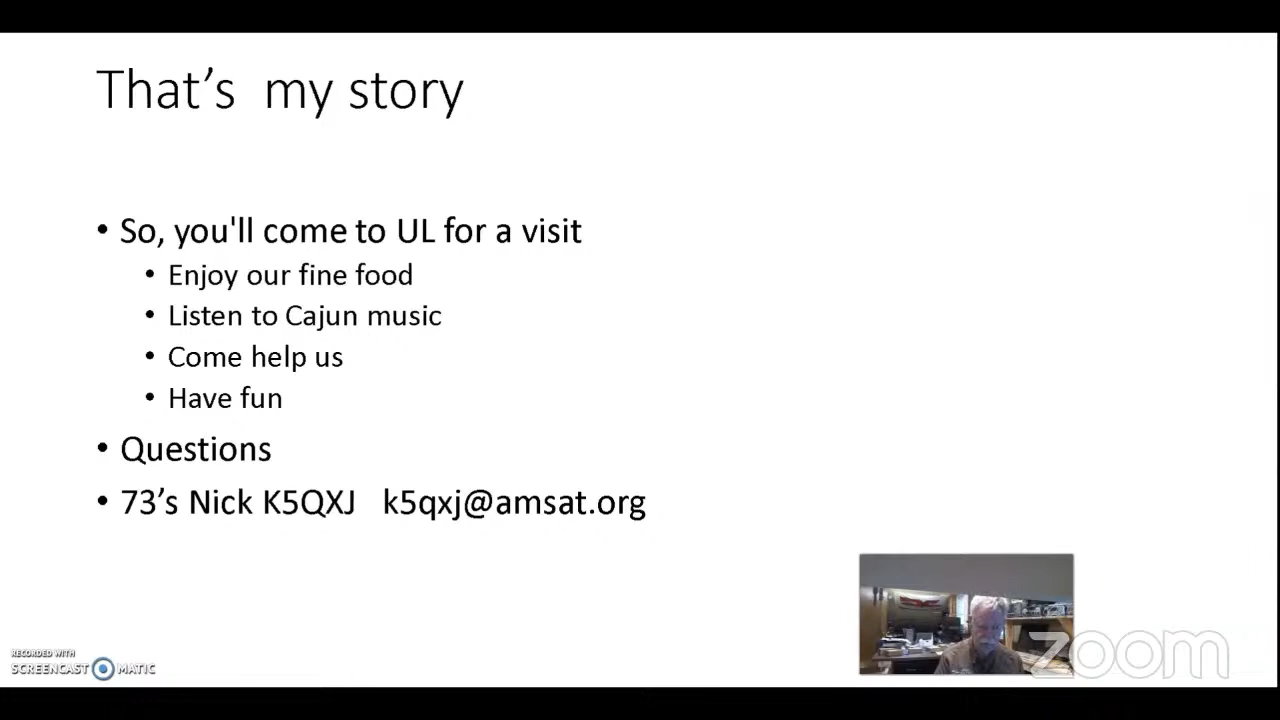 That’s  my story
• So, you'll come to UL for a visit
• Enjoy our fine food
• Listen to Cajun music
• Come help us
• Have fun
• Questions
• 73’s Nick K5QXJ   k5qxj@amsat.org
RECORDED WITH
SCREENCAST MATIC
zoom